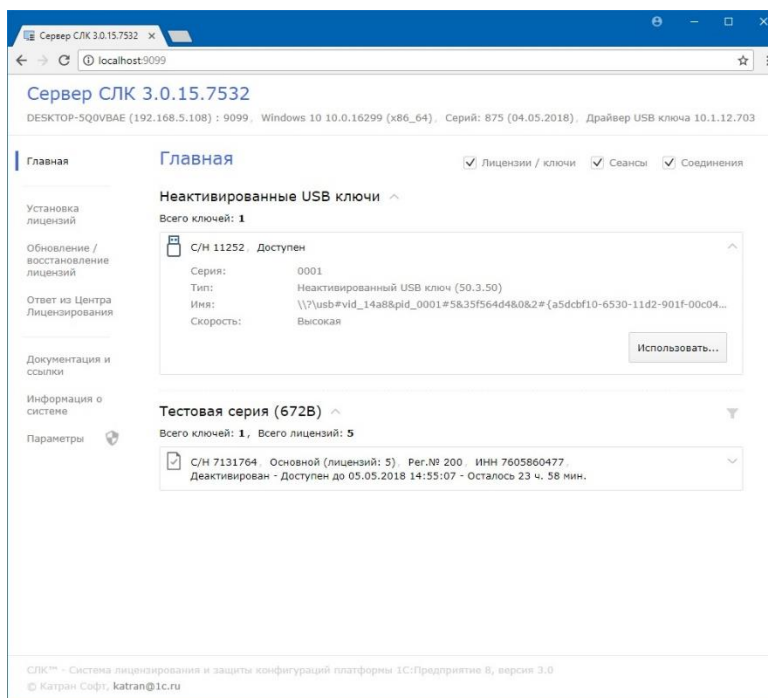 Сервер СЛК 3.0.15.7532
localhost:9099
Сервер СЛК 3.0.15.7532
DESKTOP-5Q0VBAE (192.168.5.108) : 9099, Windows 10 10.0.16299 (x86_64), Серий: 875 (04.05.2018), Драйвер USB ключа 10.1.12.703
Главная
Установка
лицензий
Обновление /
восстановление
лицензий
Ответ из Центра
Лицензирования
Документация и
ссылки
Информация о
системе
Параметры
Главная
Лицензии / ключи Сеансы Соединения
Неактивированные USB ключи
Всего ключей: 1
С/Н 11252, Доступен
Серия: 0001
Тип: Неактивированный USB ключ (50.3.50)
Имя: \\?\usb#vid_14a8&pid_0001#5&35f564d4&0&2#{a5dcbf10-6530-11d2-901f-00c04...
Скорость: Высокая
Использовать...
Тестовая серия (672B)
Всего ключей: 1, Всего лицензий: 5
С/Н 7131764, Основной (лицензий: 5), Рег.№ 200, ИНН 7605860477,
Деактивирован - Доступен до 05.05.2018 14:55:07 - Осталось 23 ч. 58 мин.
СЛК™ - Система лицензирования и защиты конфигураций платформы 1С:Предприятие 8, версия 3.0
© Катран Софт, katran@1c.ru